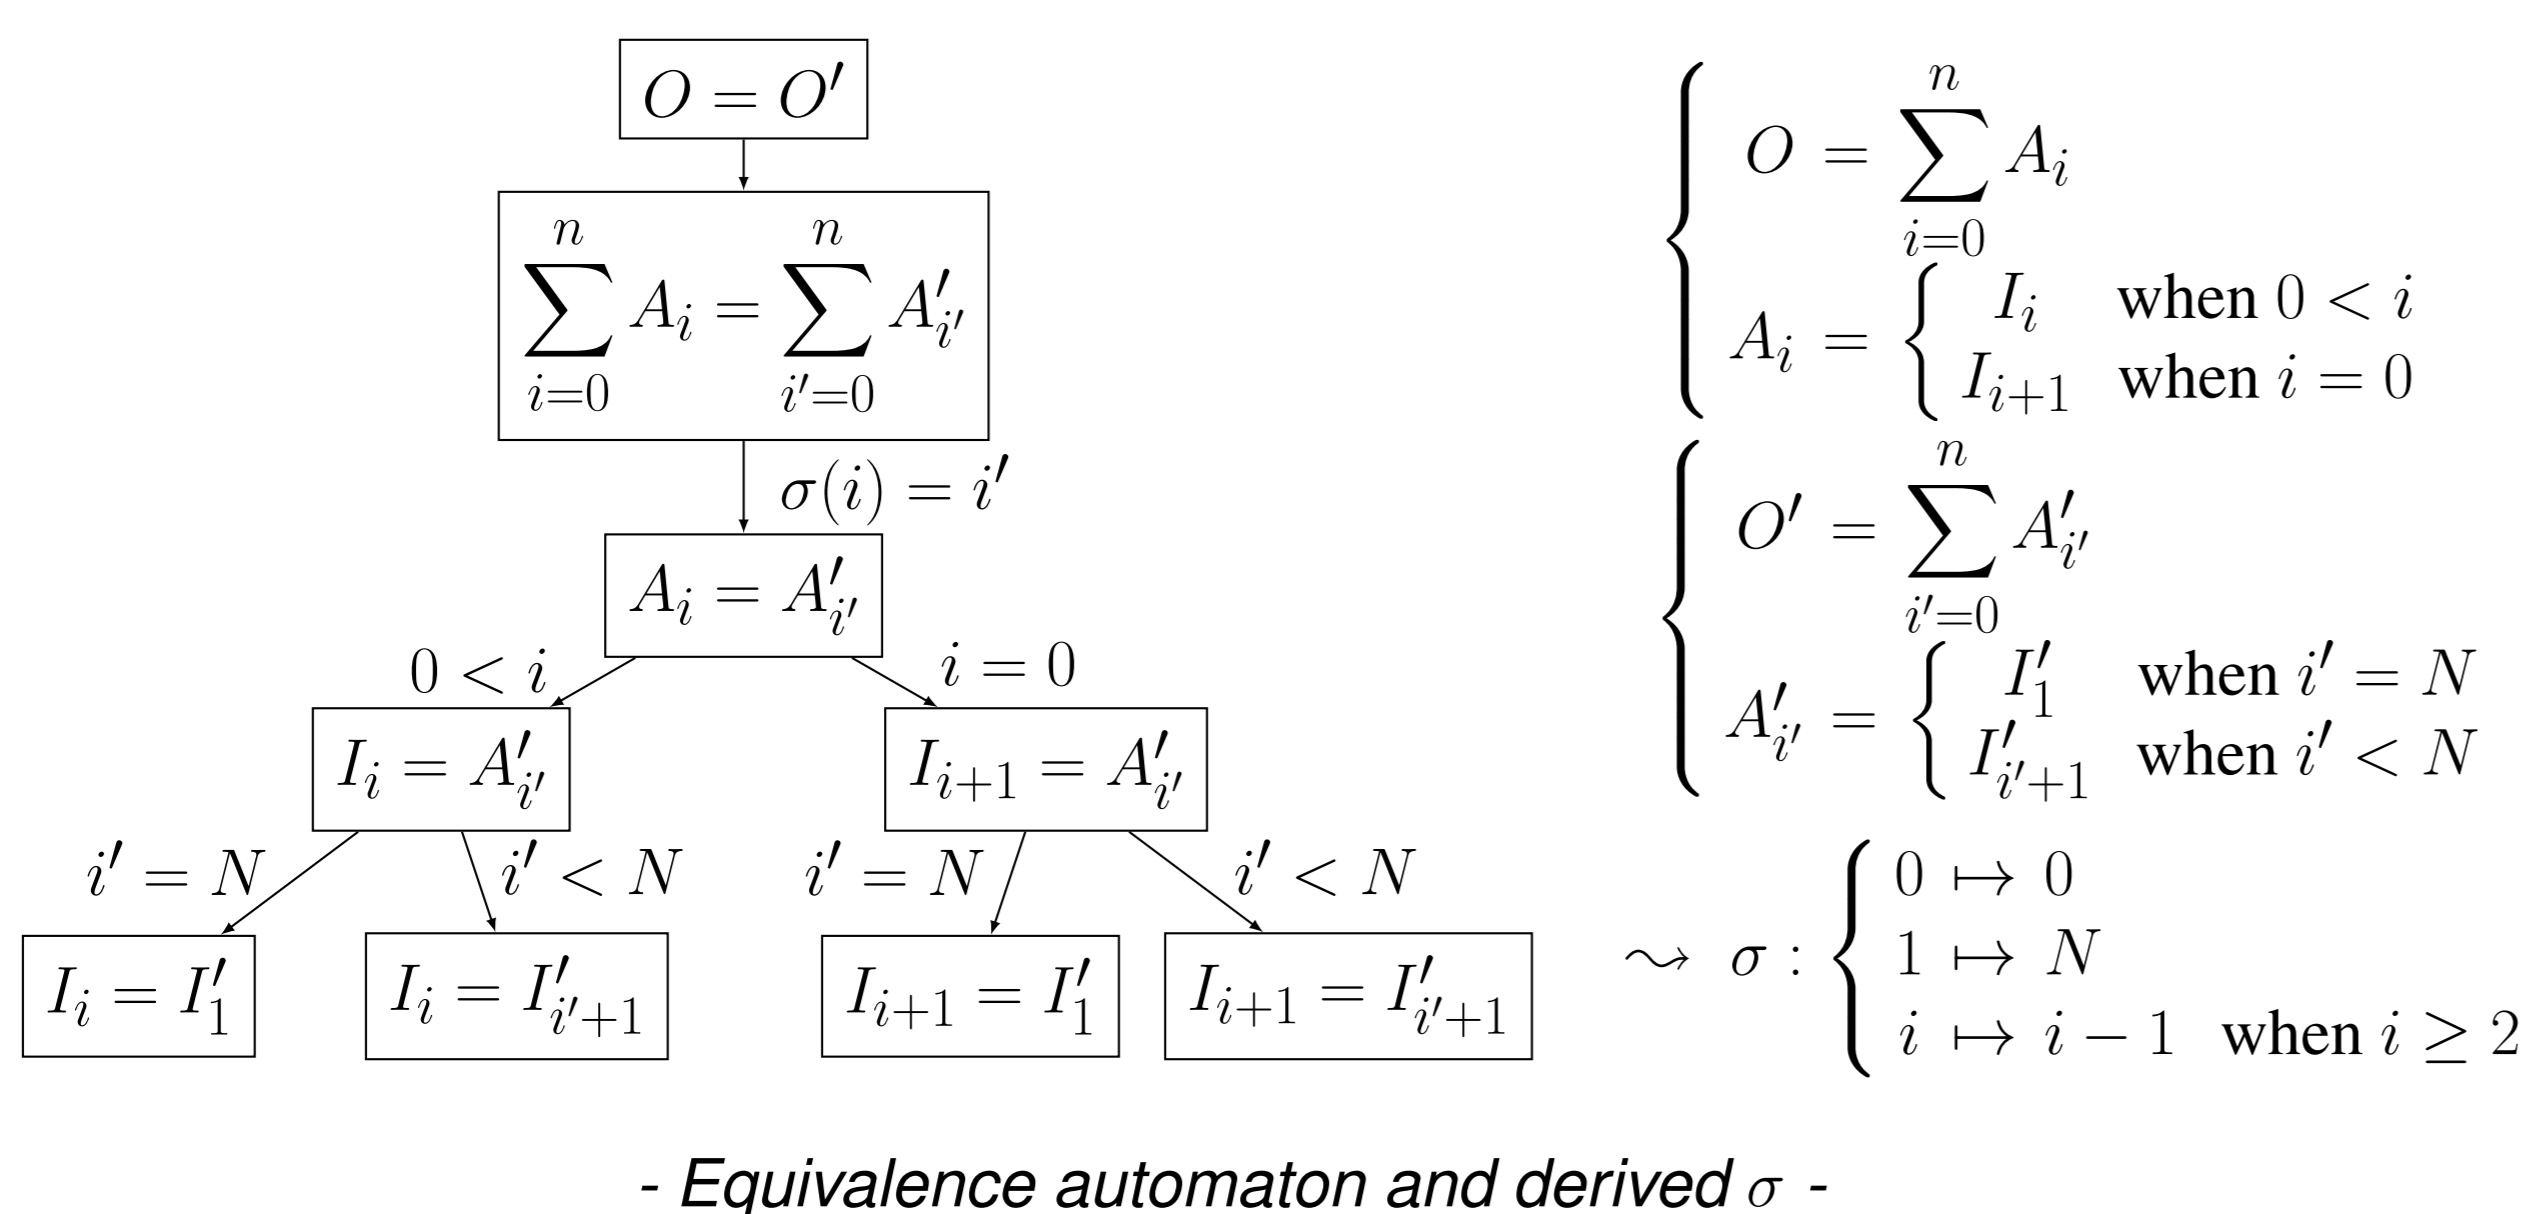 O = O′
∑_{i=0}^{n} A_i = ∑_{i′=0}^{n} A′_{i′}
σ(i) = i′
A_i = A′_{i′}
0 < i
i = 0
I_i = A′_{i′}
I_{i+1} = A′_{i′}
i′ = N
i′ < N
i′ = N
i′ < N
I_i = I′_1
I_i = I′_{i′+1}
I_{i+1} = I′_1
I_{i+1} = I′_{i′+1}
O = ∑_{i=0}^{n} A_i
A_i = { I_i when 0 < i
I_{i+1} when i = 0
O′ = ∑_{i′=0}^{n} A′_{i′}
A′_{i′} = { I′_1 when i′ = N
I′_{i′+1} when i′ < N
0 ↦ 0
⇝ σ : { 1 ↦ N
i ↦ i − 1 when i ≥ 2
- Equivalence automaton and derived σ -